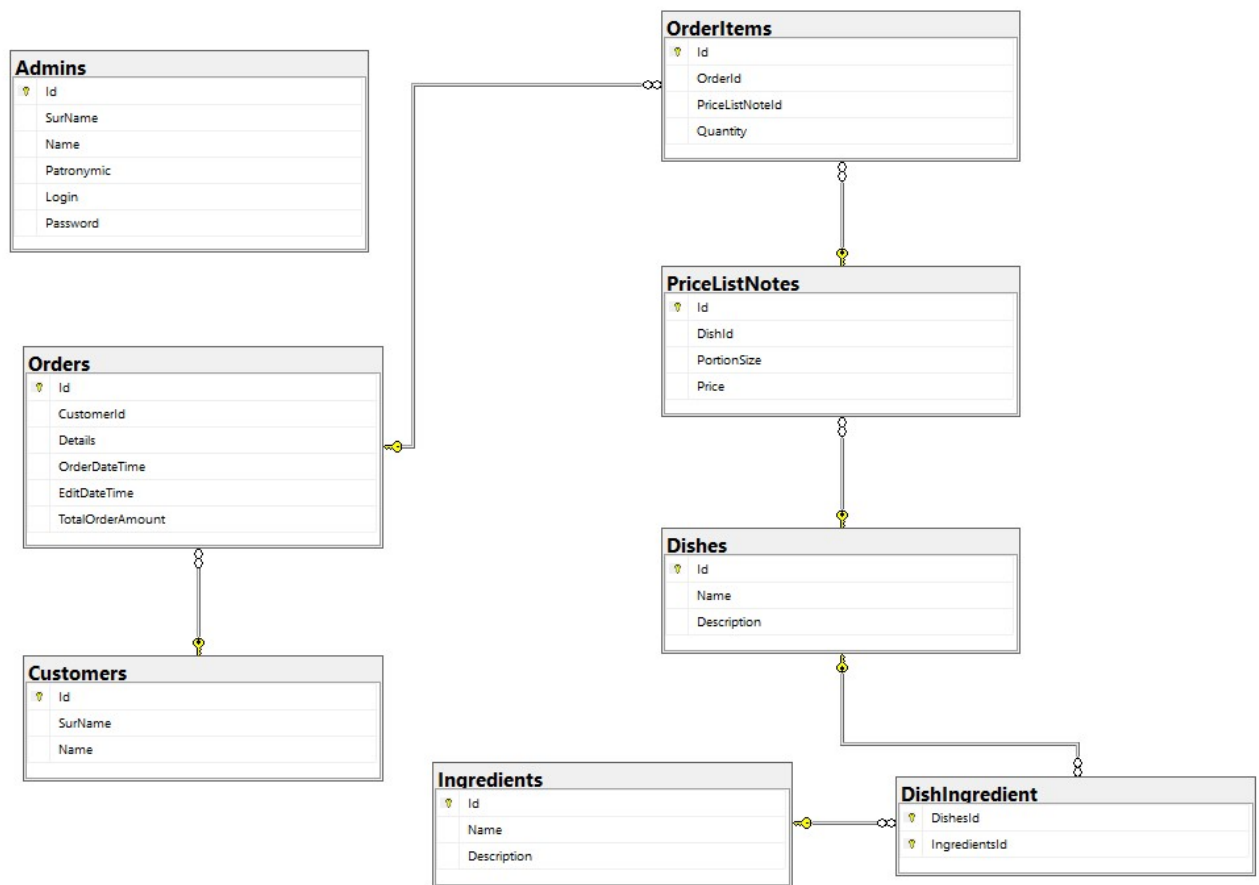 Admins
Id
SurName
Name
Patronymic
Login
Password
OrderItems
Id
OrderId
PriceListNoteId
Quantity
PriceListNotes
Id
DishId
PortionSize
Price
Orders
Id
CustomerId
Details
OrderDateTime
EditDateTime
TotalOrderAmount
Dishes
Id
Name
Description
Customers
Id
SurName
Name
Ingredients
Id
Name
Description
DishIngredient
DishesId
IngredientsId